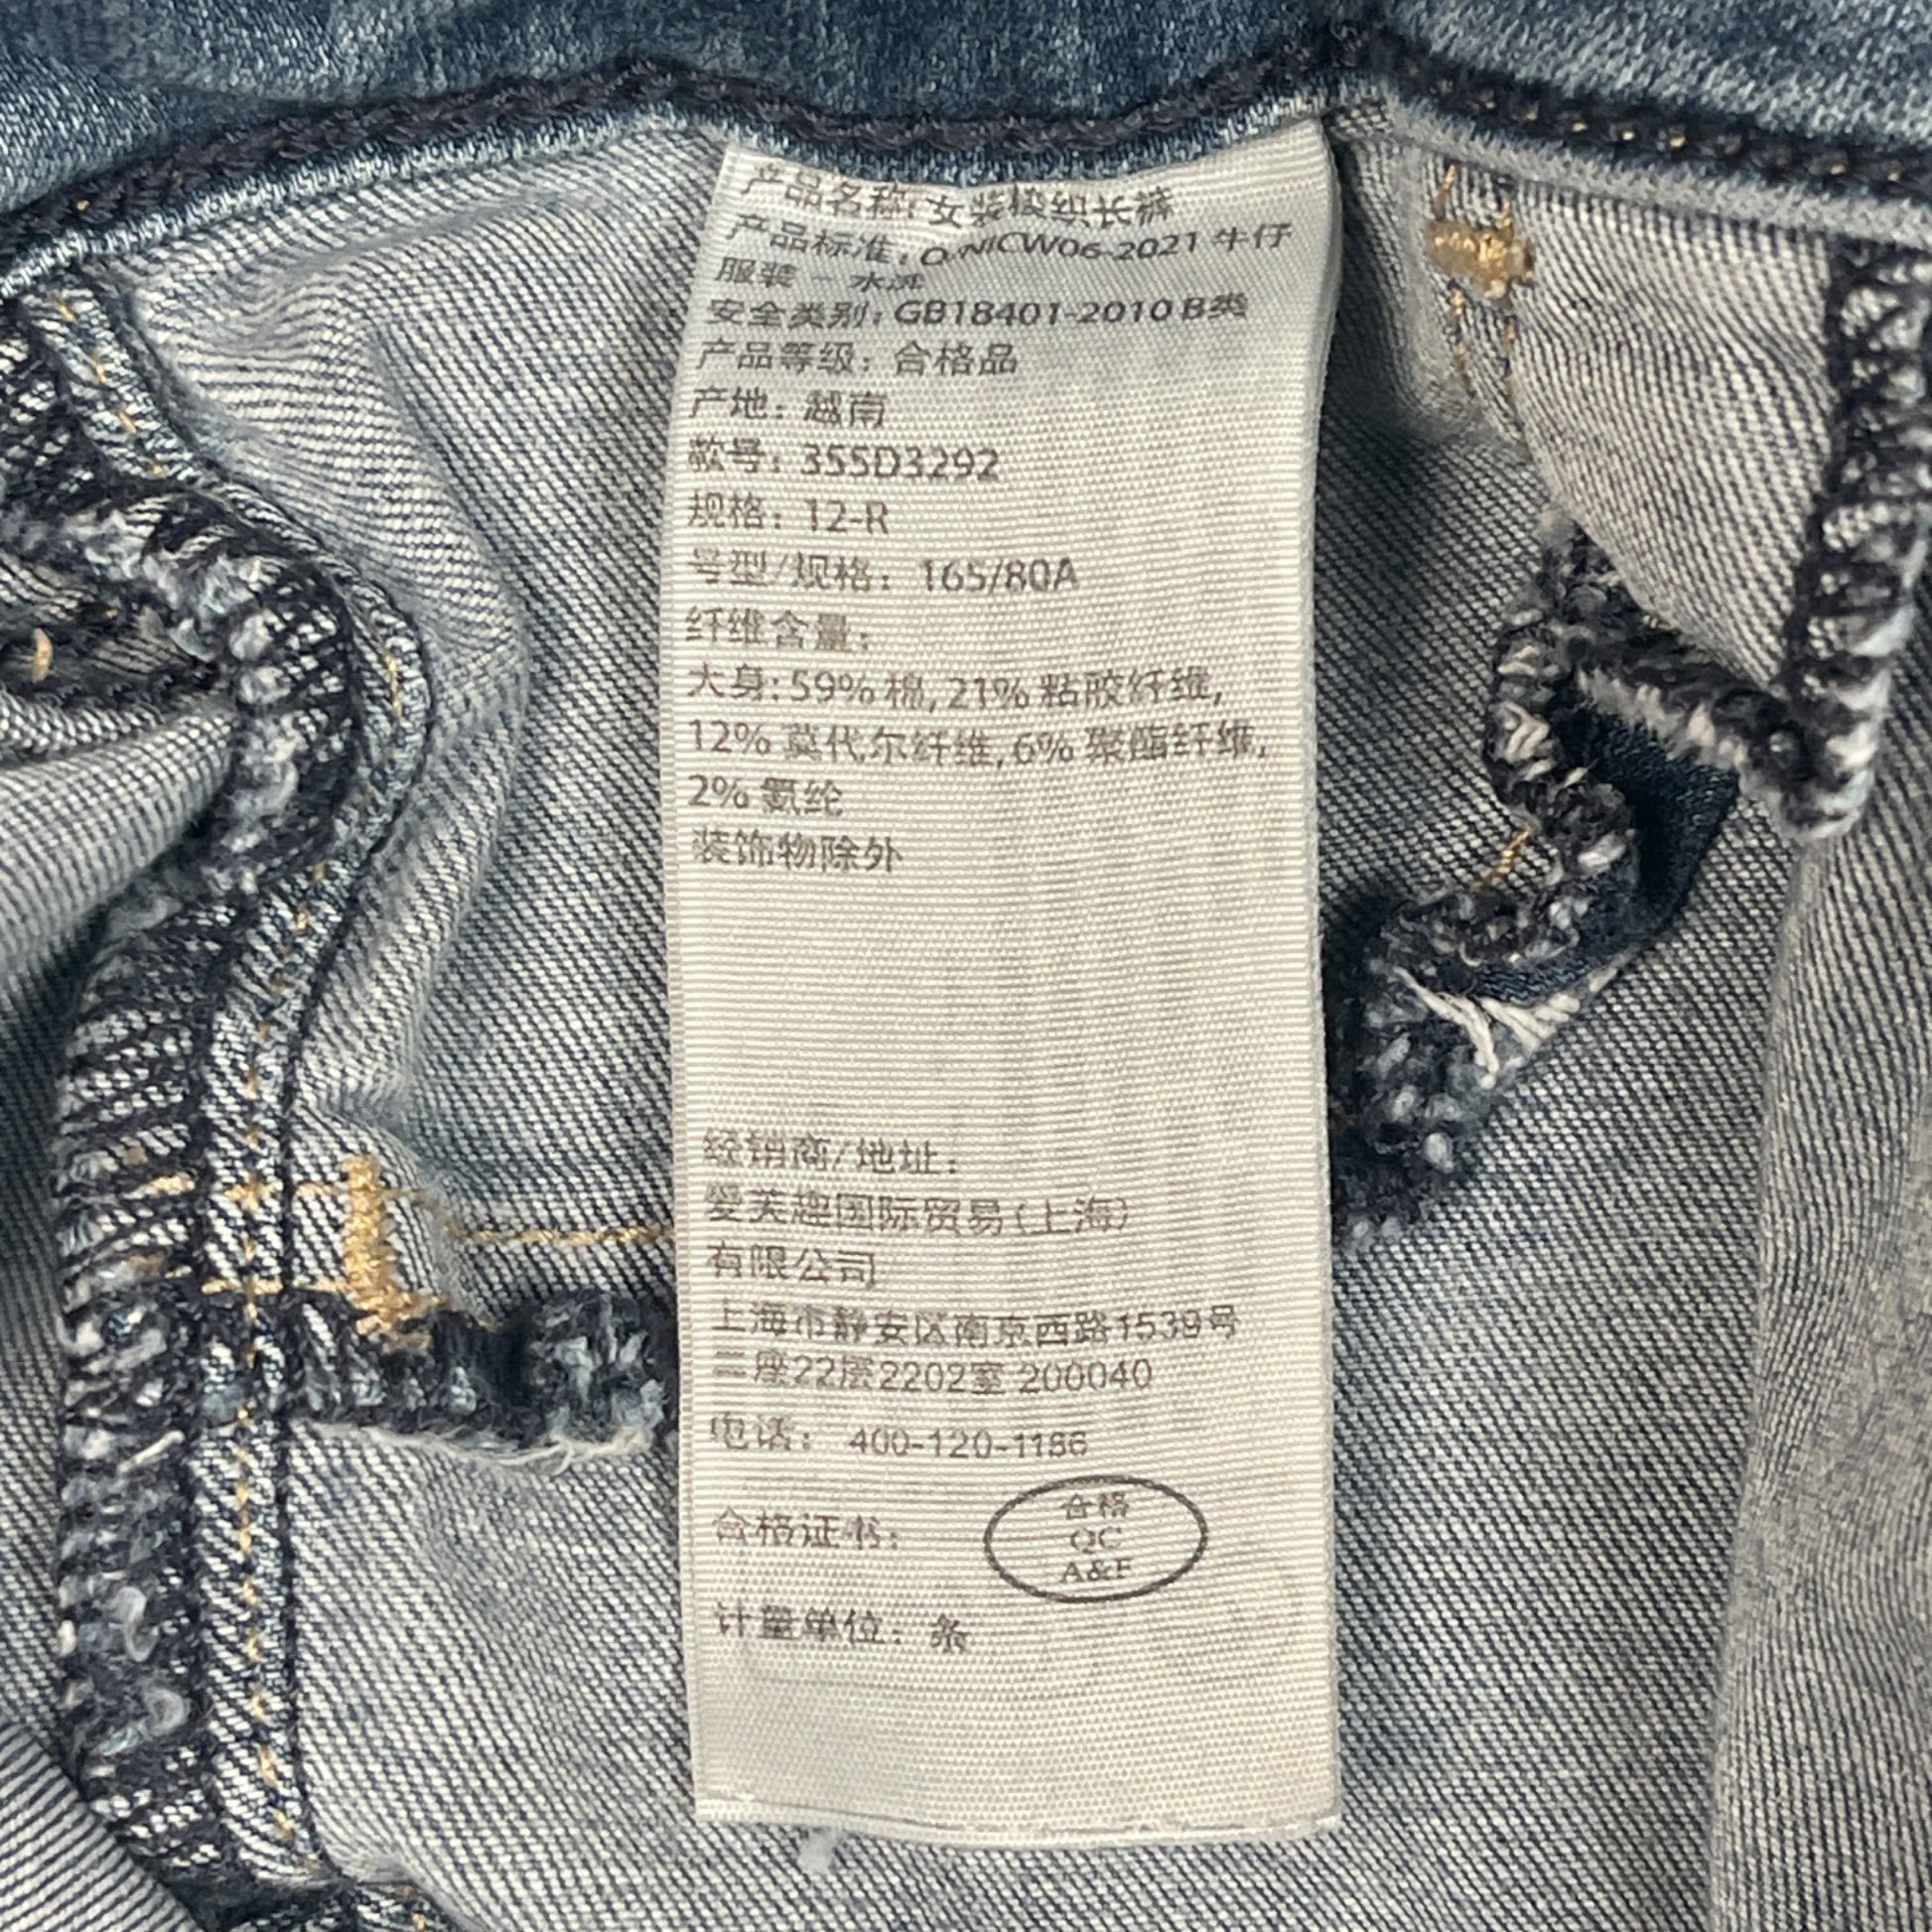 产品名称: 女装梭织长裤
产品标准: Q/NICW06-2021 牛仔
服装 - 水洗
安全类别: GB18401-2010 B类
产品等级: 合格品
产地: 越南
款号: 355D3292
规格: 12-R
号型/规格: 165/80A
纤维含量:
大身: 59% 棉, 21% 粘胶纤维,
12% 莫代尔纤维, 6% 聚酯纤维,
2% 氨纶
装饰物除外
经销商/地址:
爱芙趣国际贸易(上海)
有限公司
上海市静安区南京西路1539号
二座22层2202室 200040
电话: 400-120-1186
合格证书:
合格
QC
A&F
计量单位: 条